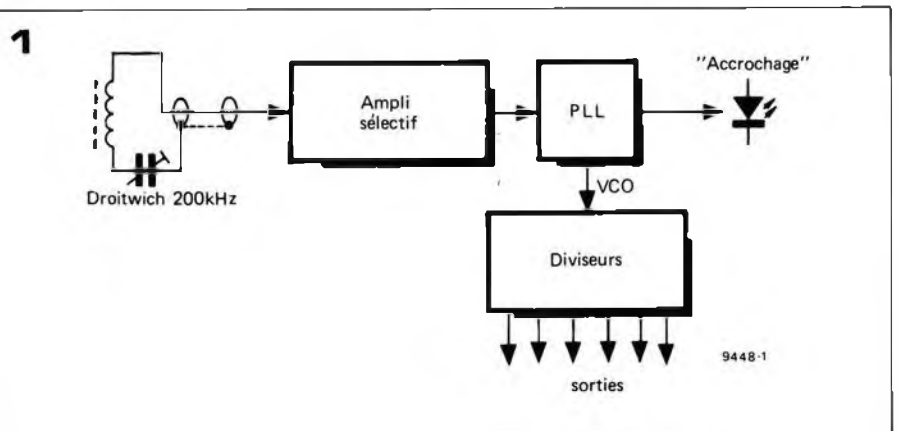 1
"Accrochage"
Ampli
sélectif
PLL
Droitwich 200kHz
VCO
Diviseurs
9448-1
sorties